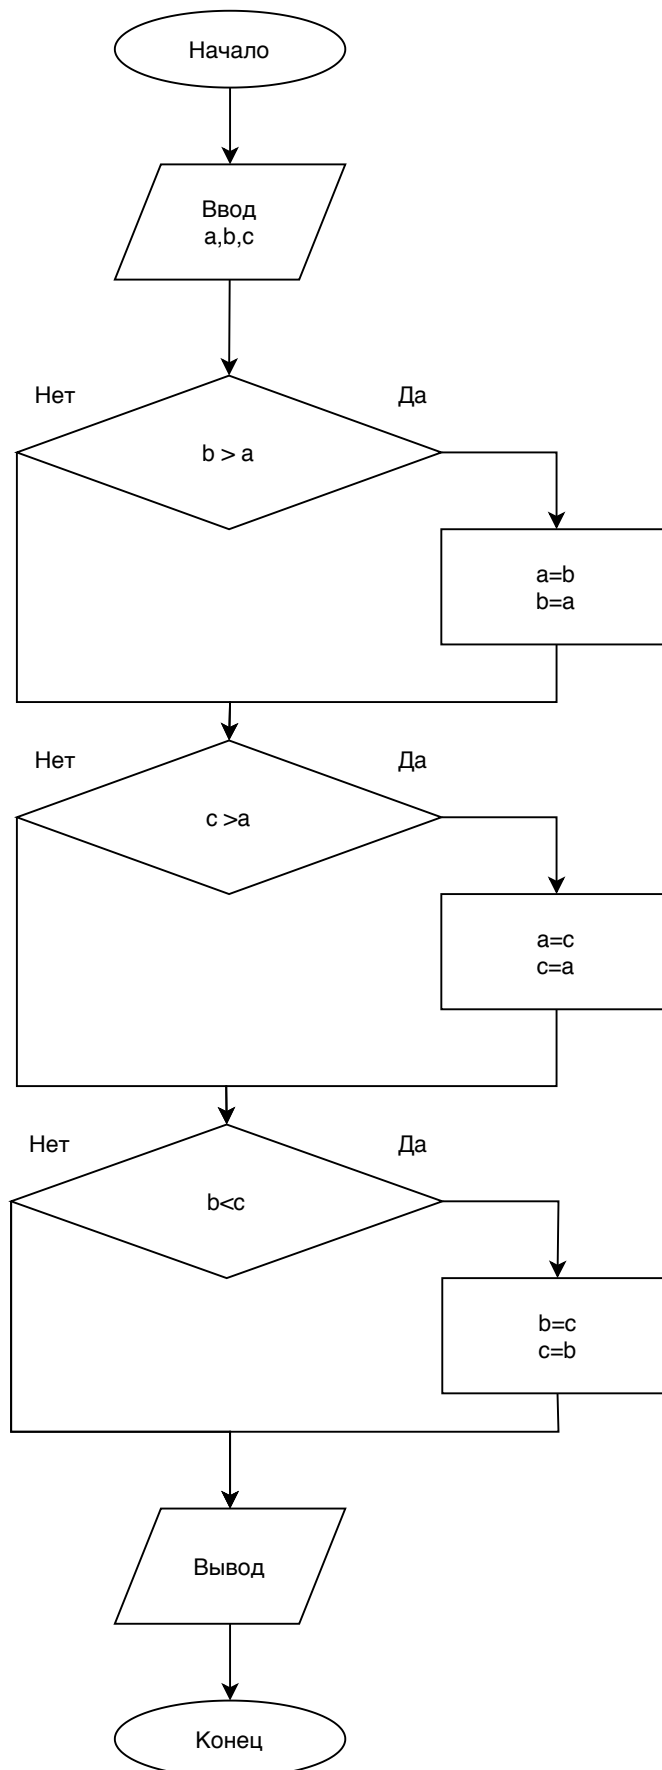 Начало
Ввод
a,b,c
Нет
Да
b > a
a=b
b=a
Нет
Да
c >a
a=c
c=a
Нет
Да
b<c
b=c
c=b
Вывод
Конец